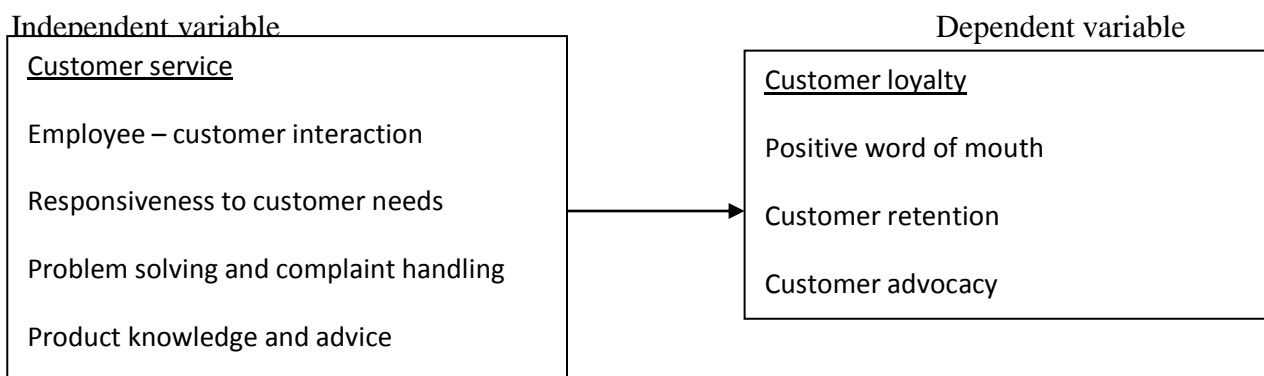 Independent variable
Customer service
Employee – customer interaction
Responsiveness to customer needs
Problem solving and complaint handling
Product knowledge and advice
Dependent variable
Customer loyalty
Positive word of mouth
Customer retention
Customer advocacy